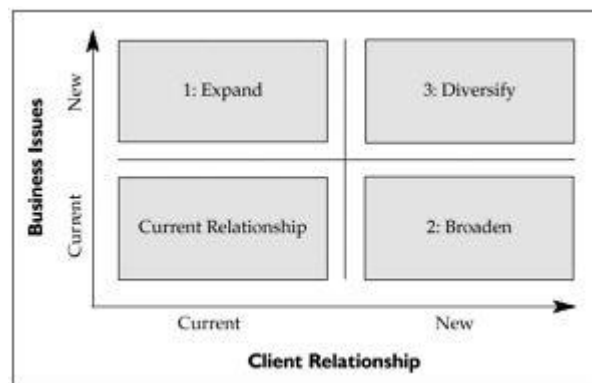 Business Issues
New
Current
1: Expand
3: Diversify
Current Relationship
2: Broaden
Current
New
Client Relationship